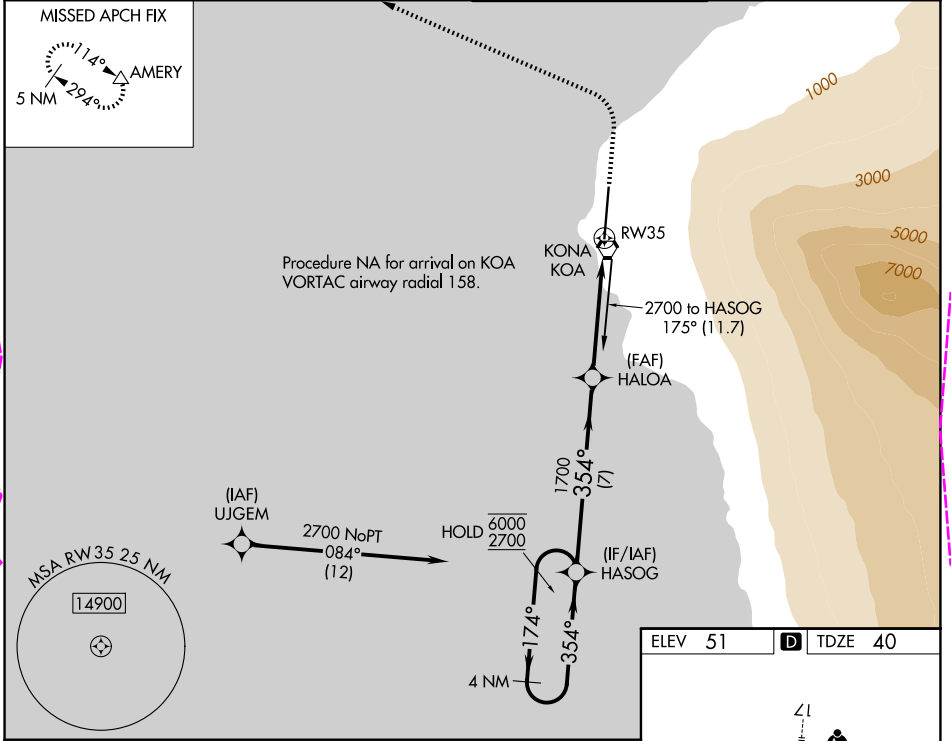 MISSED APCH FIX
114°
AMERY
5 NM
294°
1000
3000
5000
7000
RW35
KONA
KOA
Procedure NA for arrival on KOA
VORTAC airway radial 158.
2700 to HASOG
175° (11.7)
(FAF)
HALOA
1700
354°
(7)
(IAF)
UJGEM
2700 NoPT
084°
(12)
HOLD
6000
2700
(IF/IAF)
HASOG
174°
354°
4 NM
MSA RW35 25 NM
14900
ELEV 51
D
TDZE 40
17